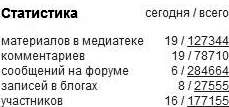 Статистика сегодня / всего
материалов в медиатеке 19 / 127344
комментариев 19 / 78710
сообщений на форуме 6 / 284664
записей в блогах 8 / 27555
участников 16 / 177155